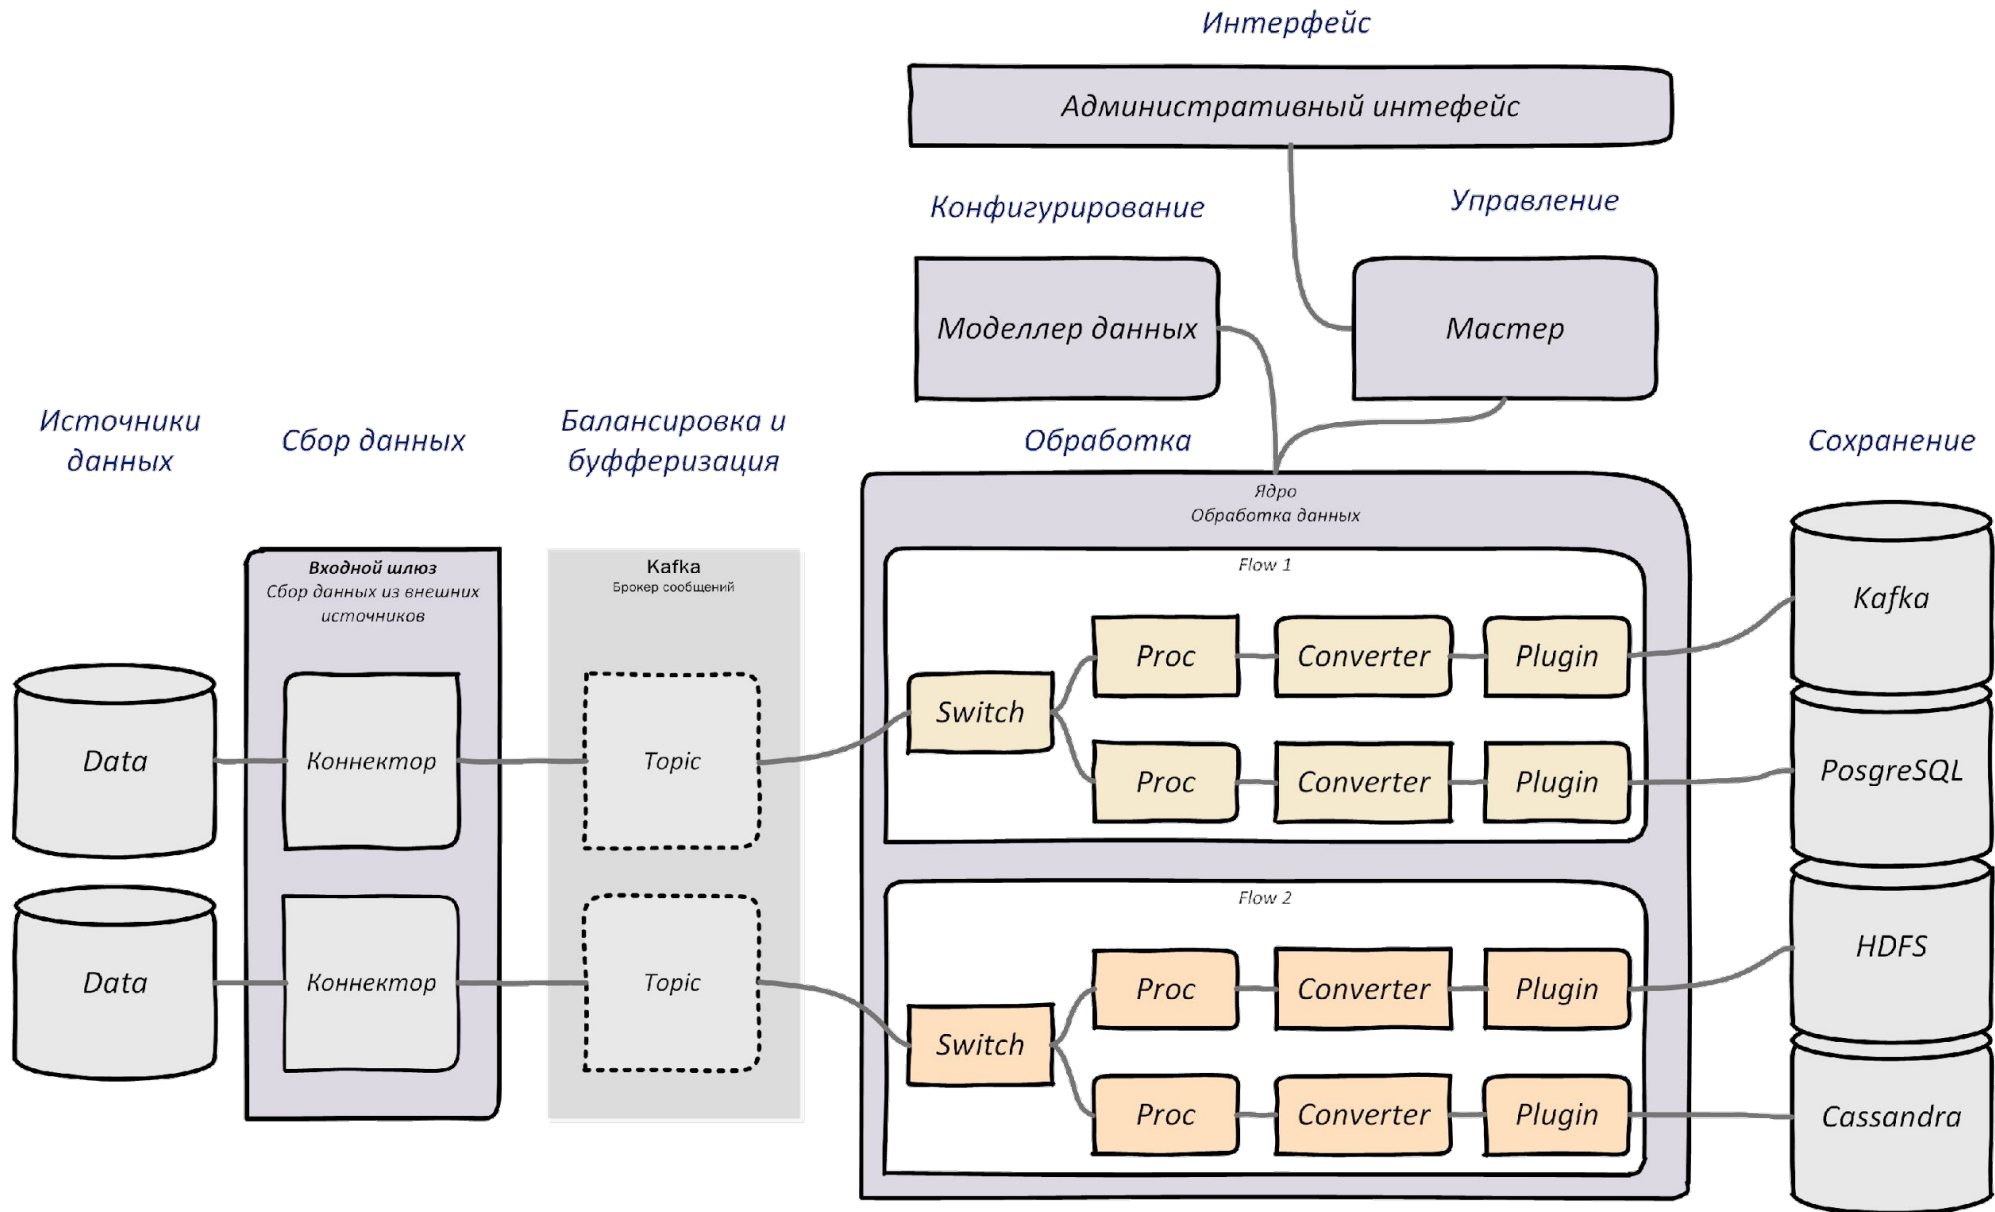 Интерфейс
Административный интефейс
Конфигурирование
Управление
Моделлер данных
Мастер
Источники
данных
Сбор данных
Балансировка и
буфферизация
Обработка
Сохранение
Data
Data
Входной шлюз
Сбор данных из внешних
источников
Коннектор
Коннектор
Kafka
Брокер сообщений
Topic
Topic
Ядро
Обработка данных
Flow 1
Switch
Proc
Converter
Plugin
Proc
Converter
Plugin
Flow 2
Switch
Proc
Converter
Plugin
Proc
Converter
Plugin
Kafka
PosgreSQL
HDFS
Cassandra